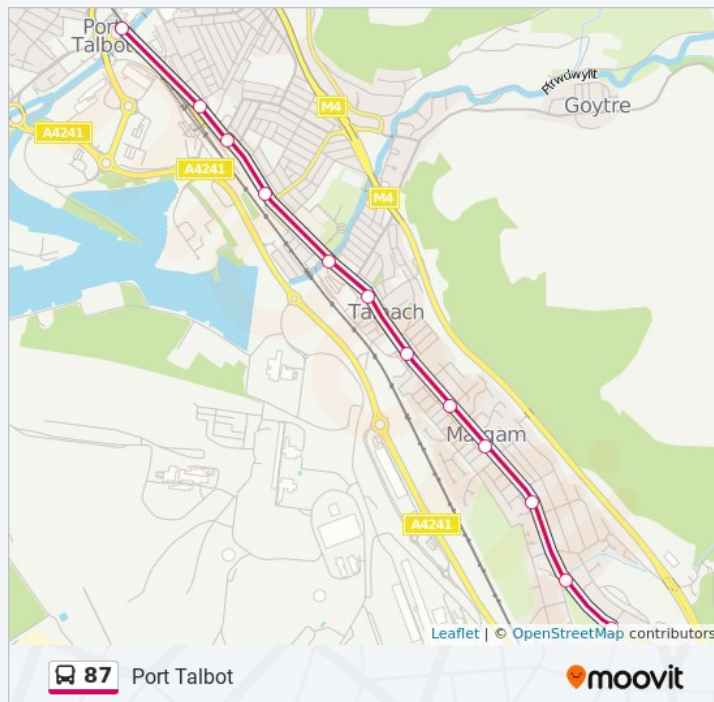 Port
Talbot
Ffrwdwyllt
Goytre
M4
A4241
A4241
M4
Taibach
Margam
A4241
Leaflet | © OpenStreetMap contributors
87 Port Talbot
moovit